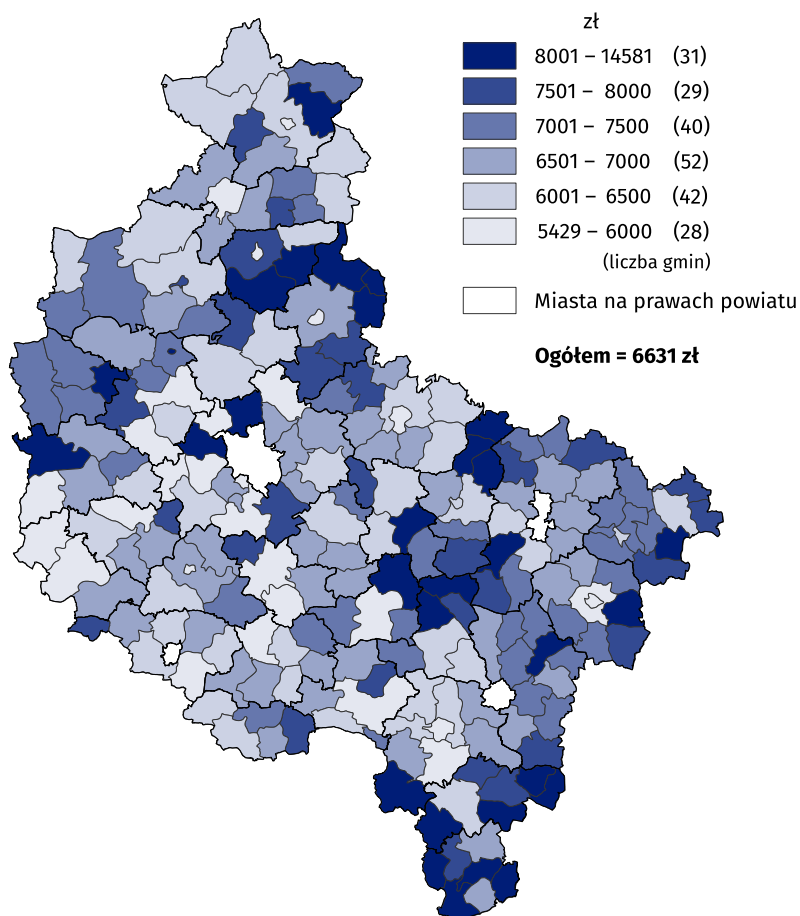 zł
8001 – 14581 (31)
7501 – 8000 (29)
7001 – 7500 (40)
6501 – 7000 (52)
6001 – 6500 (42)
5429 – 6000 (28)
(liczba gmin)
Miasta na prawach powiatu
Ogółem = 6631 zł